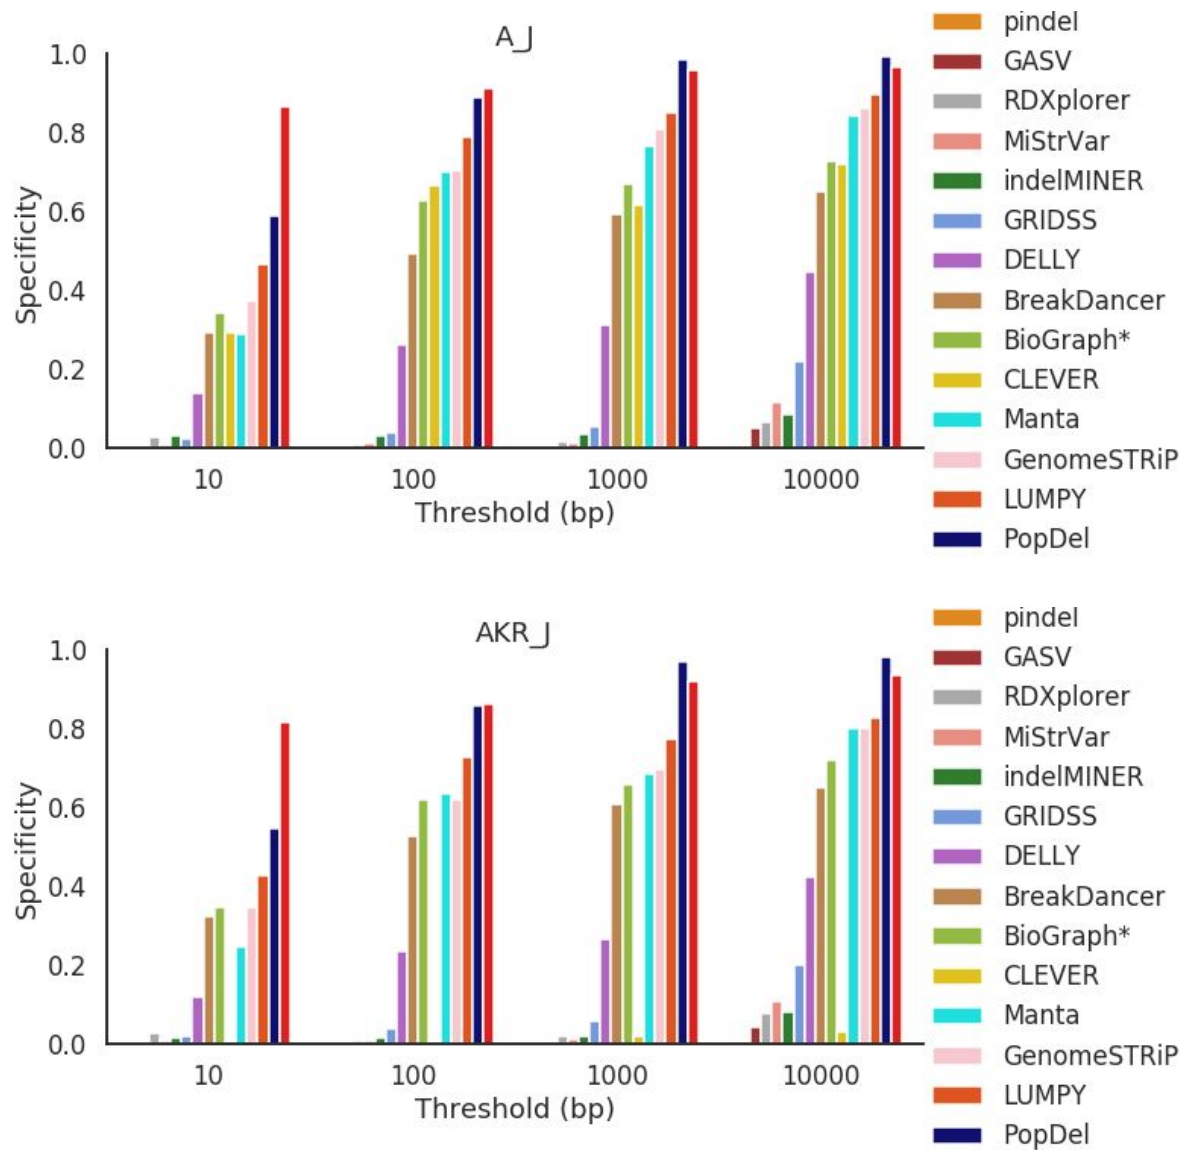 A_J
1.0
0.8
0.6
0.4
0.2
0.0
Specificity
10 100 1000 10000
Threshold (bp)
pindel
GASV
RDXplorer
MiStrVar
indelMINER
GRIDSS
DELLY
BreakDancer
BioGraph*
CLEVER
Manta
GenomeSTRiP
LUMPY
PopDel
AKR_J
1.0
0.8
0.6
0.4
0.2
0.0
Specificity
10 100 1000 10000
Threshold (bp)
pindel
GASV
RDXplorer
MiStrVar
indelMINER
GRIDSS
DELLY
BreakDancer
BioGraph*
CLEVER
Manta
GenomeSTRiP
LUMPY
PopDel